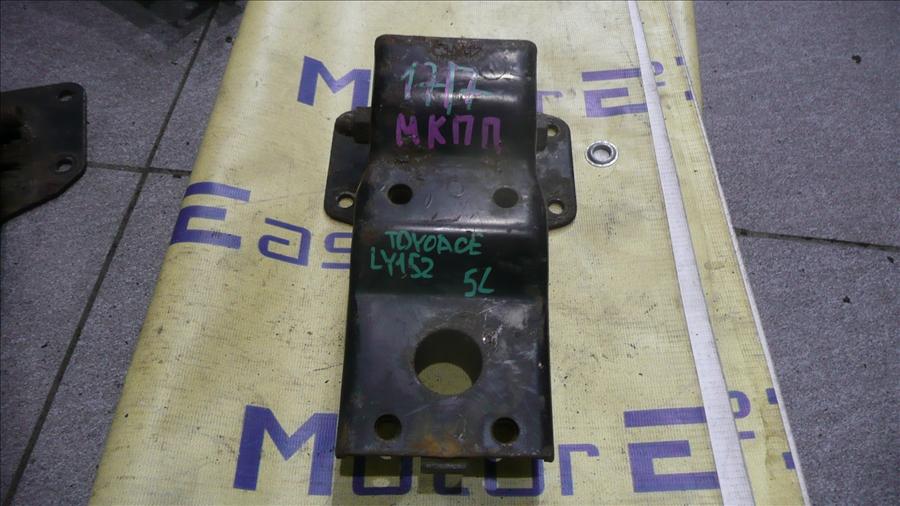 Motor E
1717
МКПП
Eas
TOYOACE
LY152
5L
Motor E